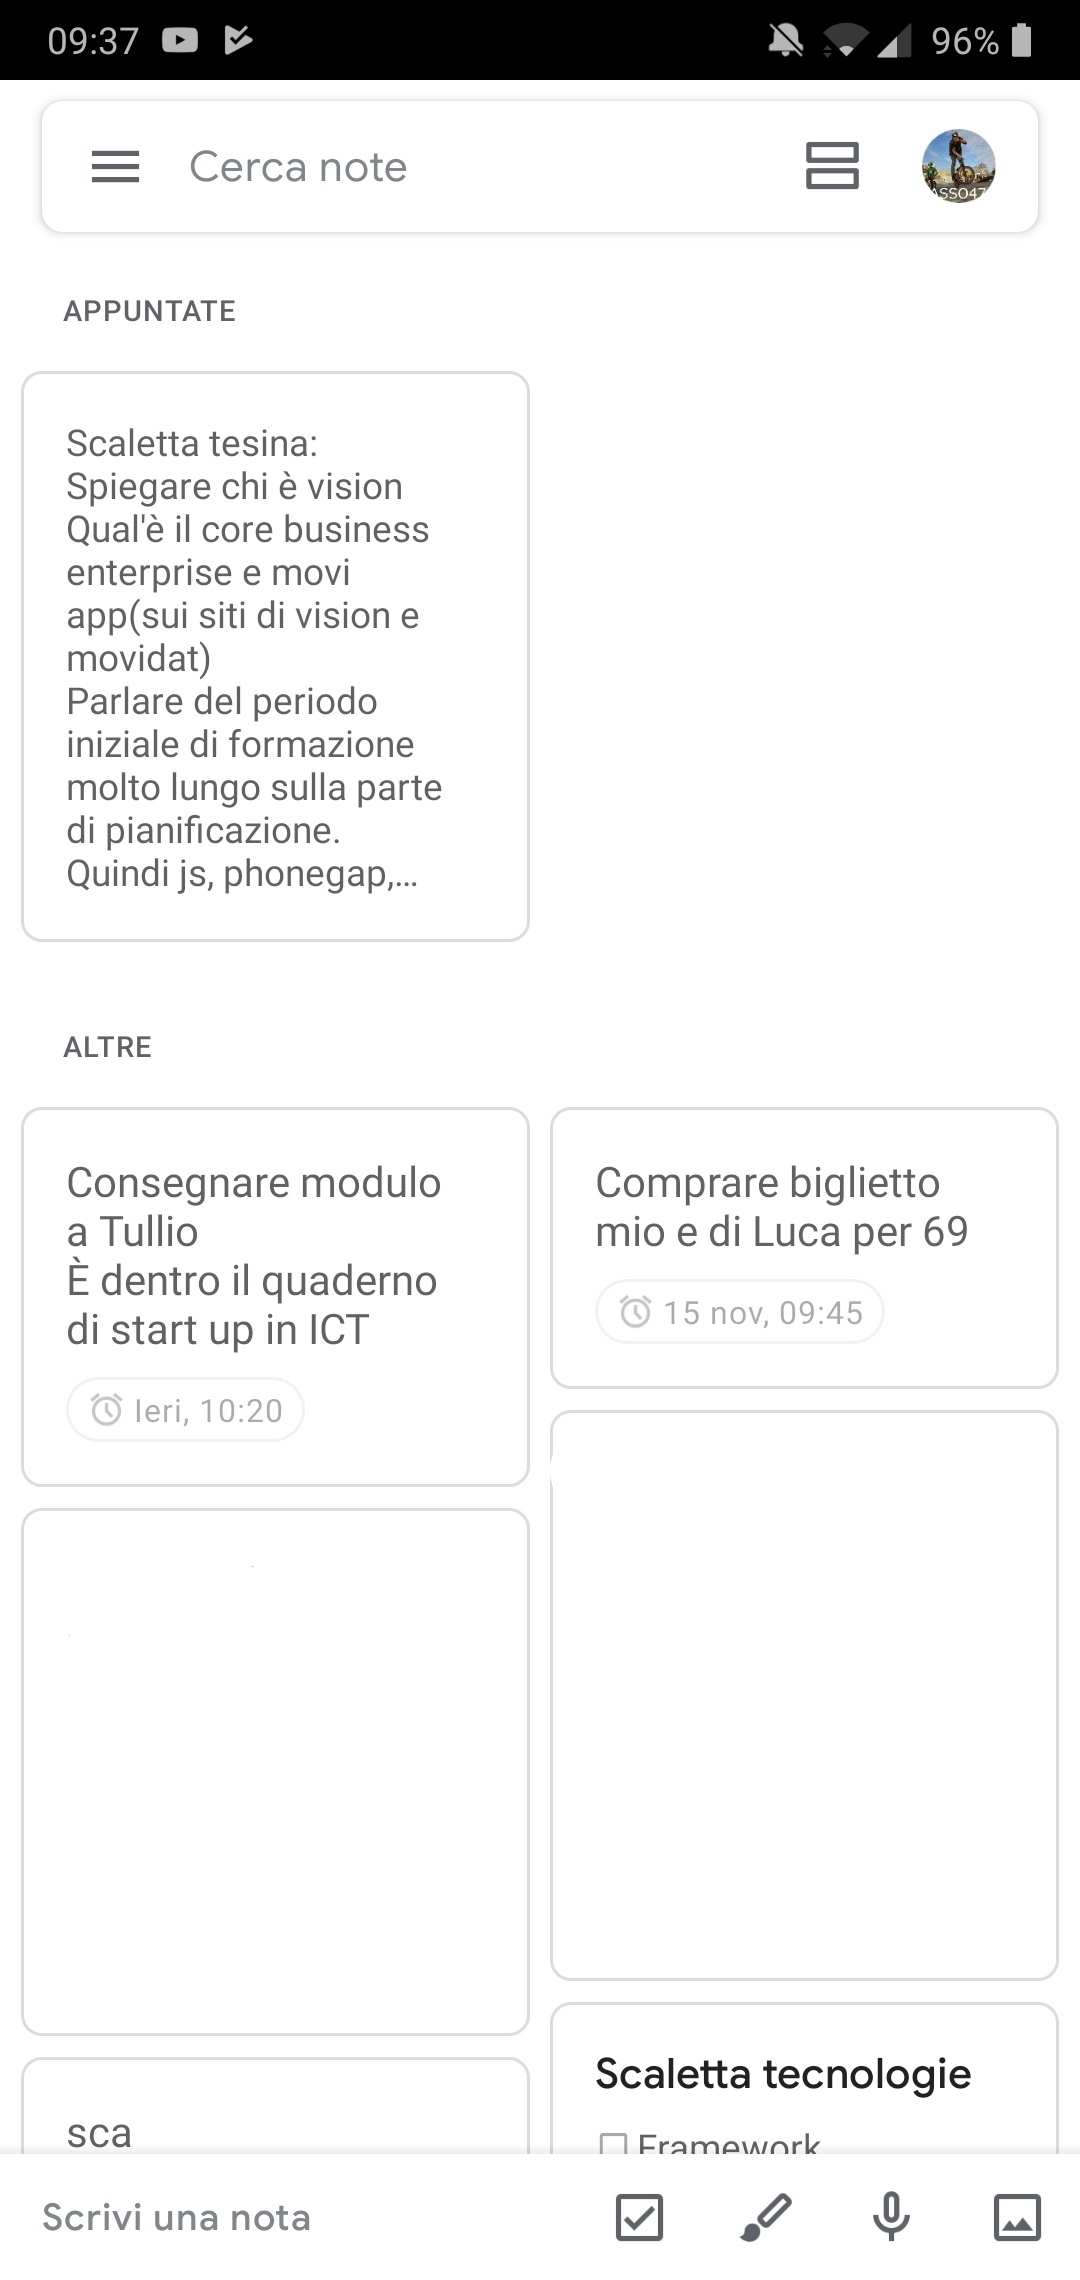 09:37
96%
Cerca note
ASSO47
APPUNTATE
Scaletta tesina:
Spiegare chi è vision
Qual'è il core business
enterprise e movi
app(sui siti di vision e
movidat)
Parlare del periodo
iniziale di formazione
molto lungo sulla parte
di pianificazione.
Quindi js, phonegap,...
ALTRE
Consegnare modulo
a Tullio
È dentro il quaderno
di start up in ICT
Ieri, 10:20
Comprare biglietto
mio e di Luca per 69
15 nov, 09:45
sca
Scaletta tecnologie
Framework
Scrivi una nota